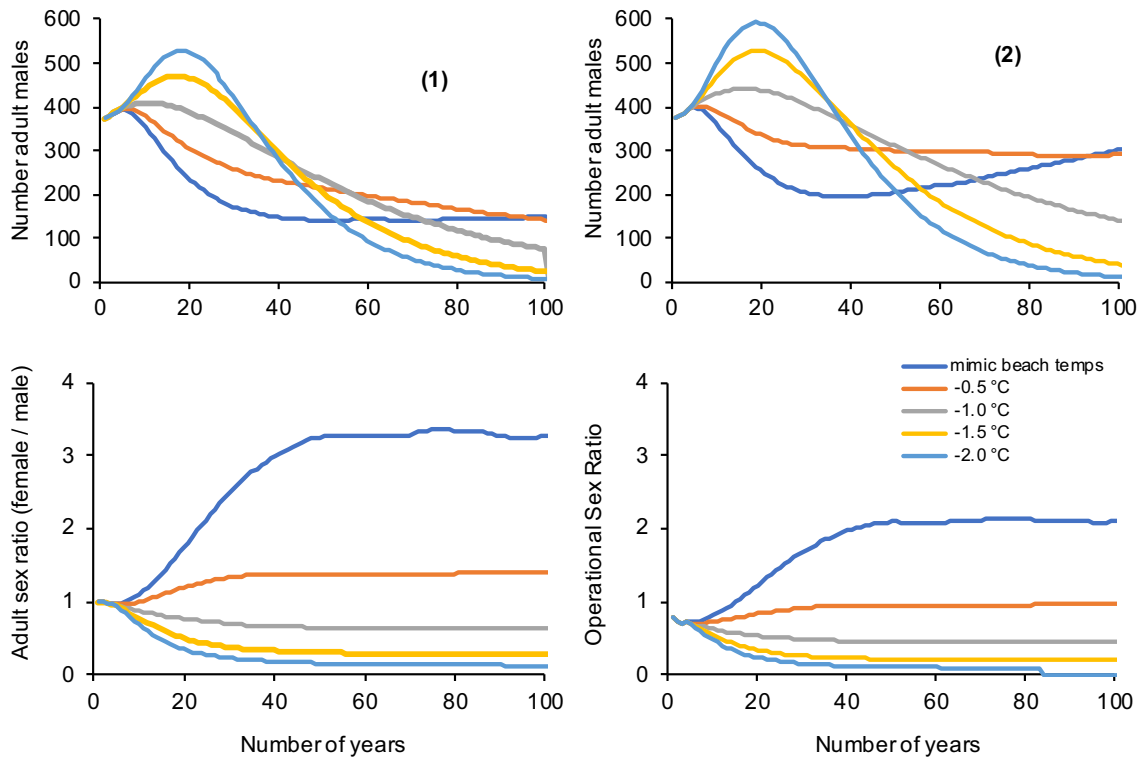 Number adult males
600
500
400
300
200
100
0
(1)
0 20 40 60 80 100
Number adult males
600
500
400
300
200
100
0
(2)
0 20 40 60 80 100
Adult sex ratio (female / male)
4
3
2
1
0
0 20 40 60 80 100
Number of years
Operational Sex Ratio
4
3
2
1
0
mimic beach temps
-0.5 °C
-1.0 °C
-1.5 °C
-2.0 °C
0 20 40 60 80 100
Number of years